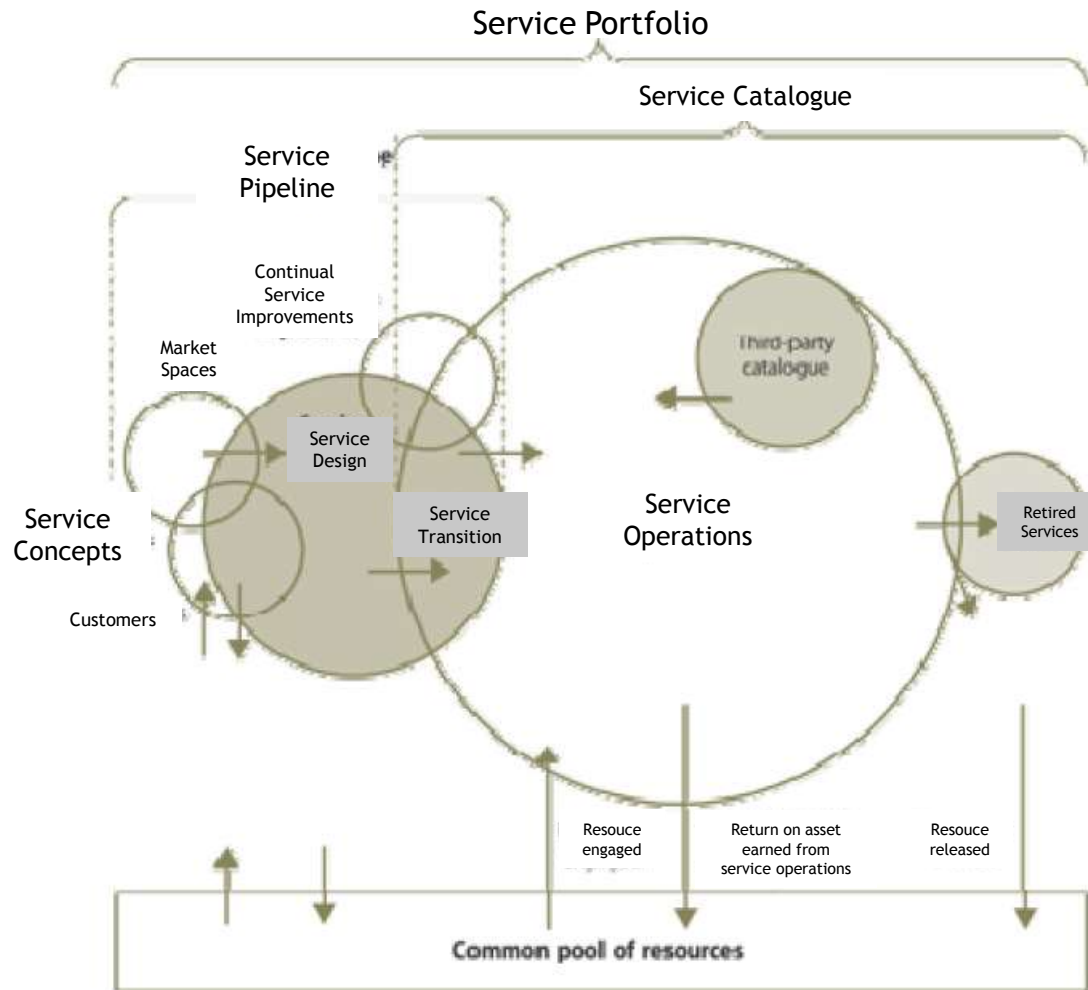 Service Portfolio
Service Catalogue
Service
Pipeline
Continual
Service
Improvements
Market
Spaces
Third-party
catalogue
Service
Design
Service
Concepts
Service
Transition
Service
Operations
Retired
Services
Customers
Resouce
engaged
Return on asset
earned from
service operations
Resouce
released
Common pool of resources